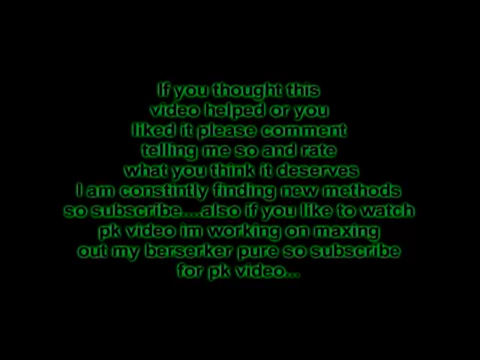 If you thought this
video helped or you
liked it please comment
telling me so and rate
what you think it deserves
I am constintly finding new methods
so subscribe....also if you like to watch
pk video im working on maxing
out my berserker pure so subscribe
for pk video...